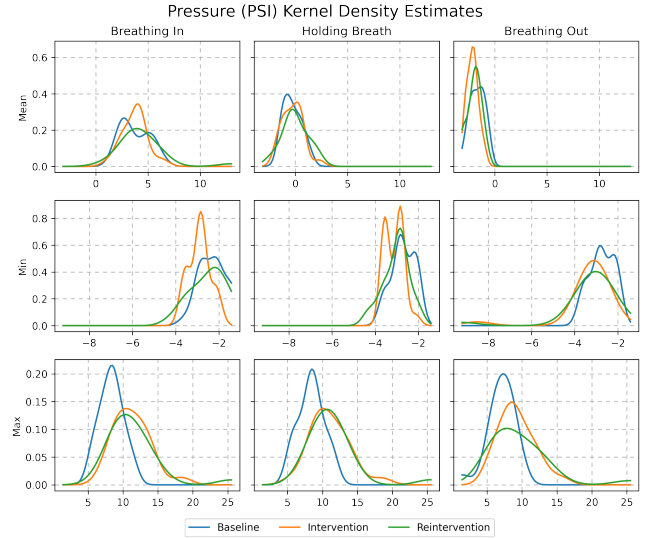 Pressure (PSI) Kernel Density Estimates
Breathing In
Holding Breath
Breathing Out
Mean
0.6
0.4
0.2
0.0
0 5 10
0 5 10
0 5 10
Min
0.8
0.6
0.4
0.2
0.0
−8 −6 −4 −2
−8 −6 −4 −2
−8 −6 −4 −2
Max
0.20
0.15
0.10
0.05
0.00
5 10 15 20 25
5 10 15 20 25
5 10 15 20 25
Baseline Intervention Reintervention